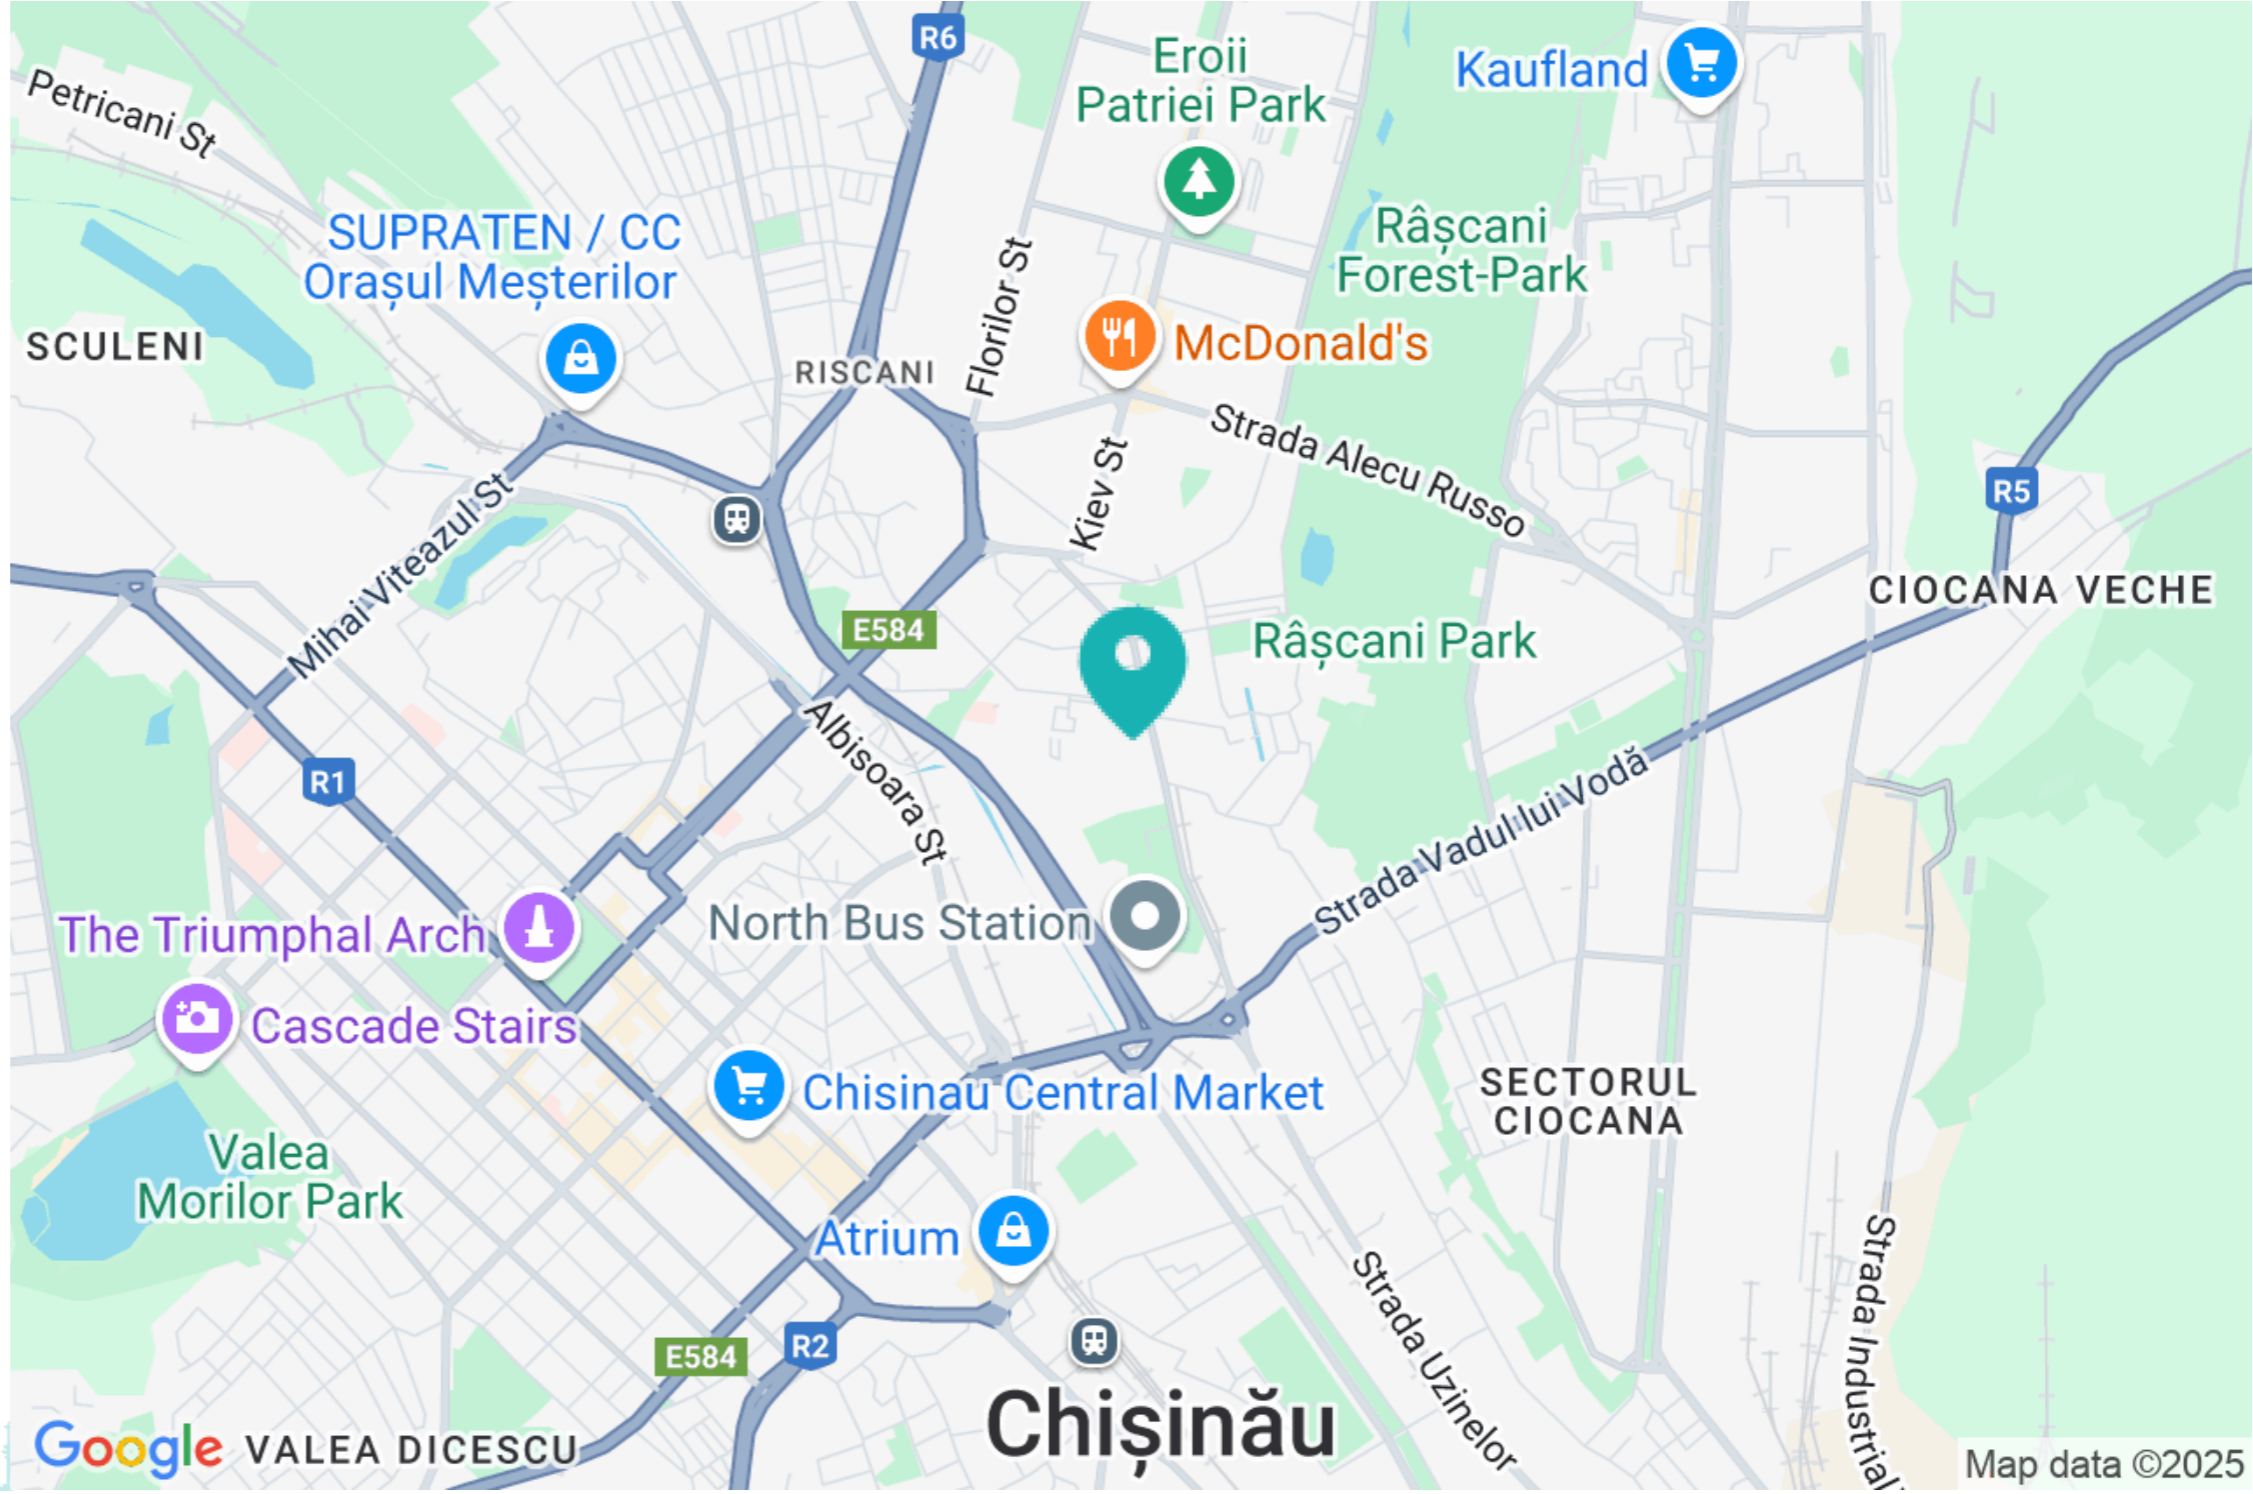 R6
Eroii
Patriei Park
Kaufland
Petricani St
SUPRATEN / CC
Orașul Meșterilor
Râșcani
Forest-Park
Florilor St
SCULENI
RISCANI
McDonald's
Strada Alecu Russo
Kiev St
Mihai Viteazul St
R5
CIOCANA VECHE
E584
Râșcani Park
Albisoara St
R1
Strada Vadul lui Vodă
The Triumphal Arch
North Bus Station
Cascade Stairs
Chisinau Central Market
SECTORUL
CIOCANA
Valea
Morilor Park
Atrium
Strada Uzinelor
Strada Industrial
E584
R2
Chișinău
Google
VALEA DICESCU
Map data ©2025